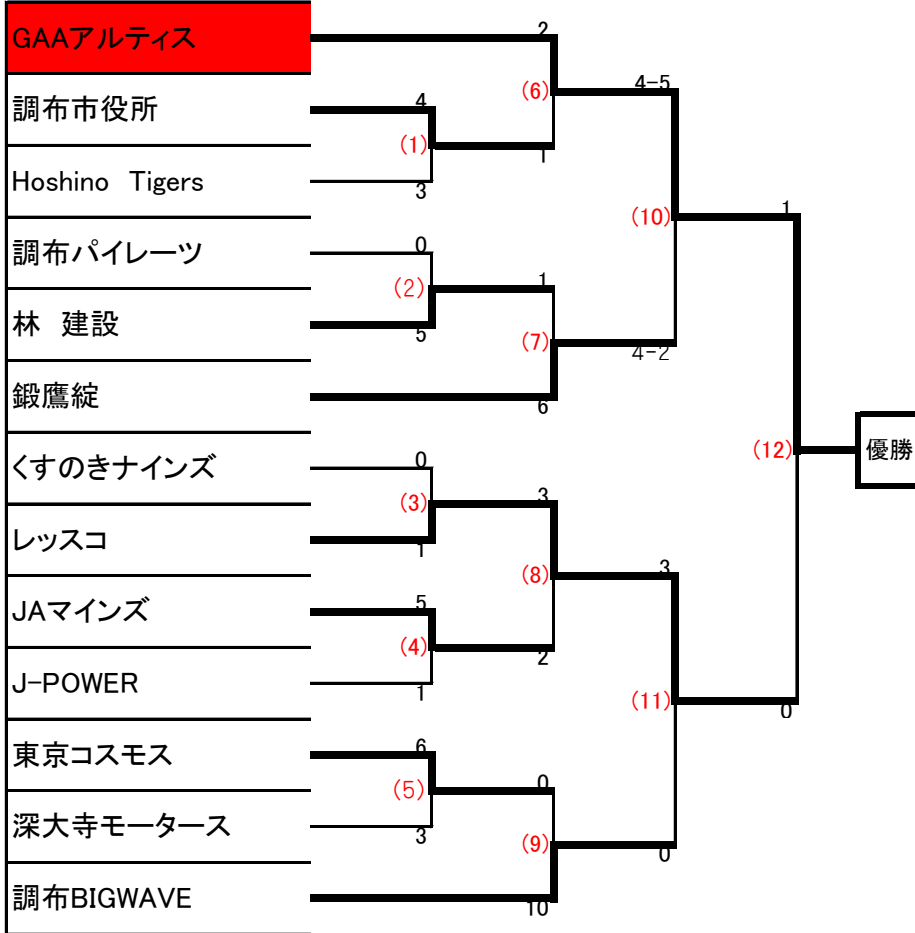 GAAアルティス
調布市役所
Hoshino Tigers
調布パイレーツ
林 建設
鍛鷹綻
くすのきナインズ
レッスコ
JAマインズ
J-POWER
東京コスモス
深大寺モータース
調布BIGWAVE
4
(1)
3
0
(2)
5
0
(3)
1
5
(4)
1
6
(5)
3
2
(6)
1
1
(7)
6
3
(8)
2
0
(9)
10
4-5
(10)
4-2
3
(11)
0
1
(12)
0
優勝